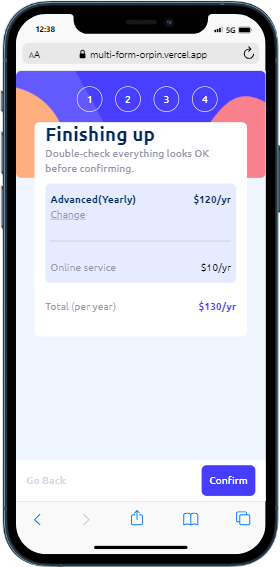 12:38
5G
AA multi-form-orpin.vercel.app
1 2 3 4
Finishing up
Double-check everything looks OK
before confirming.
Advanced(Yearly) $120/yr
Change
Online service $10/yr
Total (per year) $130/yr
Go Back Confirm